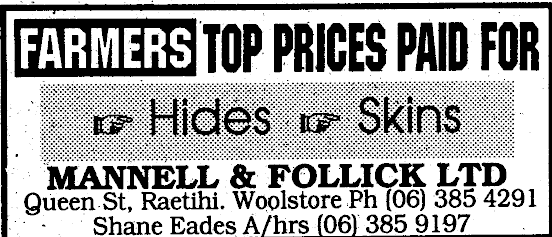 FARMERS TOP PRICES PAID FOR
☞ Hides ☞ Skins
MANNELL & FOLLICK LTD
Queen St, Raetihi. Woolstore Ph (06) 385 4291
Shane Eades A/hrs (06) 385 9197